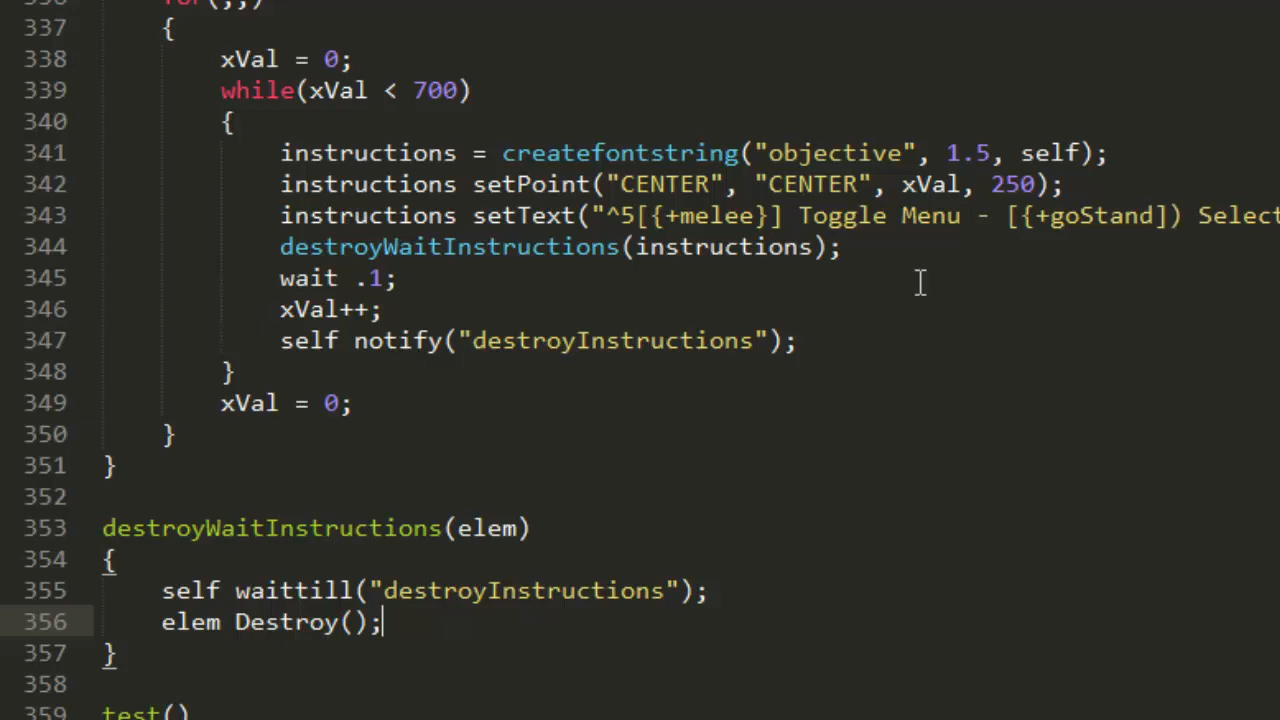 336 for(;;)
337 {
338 xVal = 0;
339 while(xVal < 700)
340 {
341 instructions = createfontstring("objective", 1.5, self);
342 instructions setPoint("CENTER", "CENTER", xVal, 250);
343 instructions setText("^5[{+melee}] Toggle Menu - [{+goStand]) Select
344 destroyWaitInstructions(instructions);
345 wait .1;
346 xVal++;
347 self notify("destroyInstructions");
348 }
349 xVal = 0;
350 }
351 }
352
353 destroyWaitInstructions(elem)
354 {
355 self waittill("destroyInstructions");
356 elem Destroy();
357 }
358
359 test()